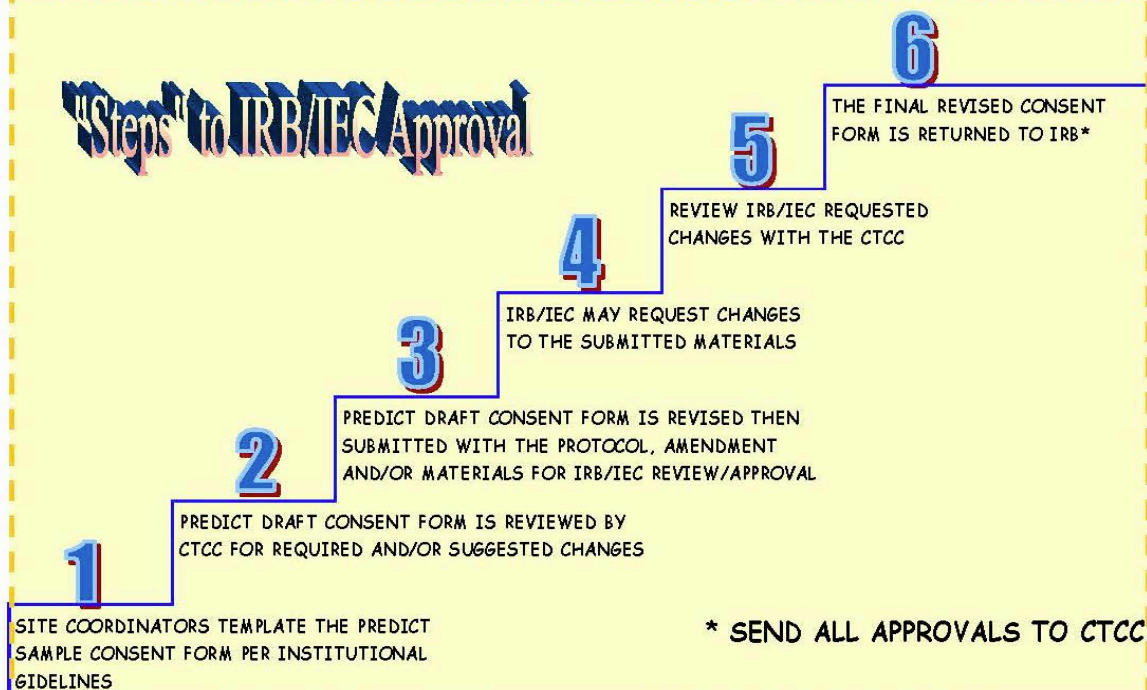 "Steps" to IRB/IEC Approval
1
SITE COORDINATORS TEMPLATE THE PREDICT
SAMPLE CONSENT FORM PER INSTITUTIONAL
GIDELINES
2
PREDICT DRAFT CONSENT FORM IS REVIEWED BY
CTCC FOR REQUIRED AND/OR SUGGESTED CHANGES
3
PREDICT DRAFT CONSENT FORM IS REVISED THEN
SUBMITTED WITH THE PROTOCOL, AMENDMENT
AND/OR MATERIALS FOR IRB/IEC REVIEW/APPROVAL
4
IRB/IEC MAY REQUEST CHANGES
TO THE SUBMITTED MATERIALS
5
REVIEW IRB/IEC REQUESTED
CHANGES WITH THE CTCC
6
THE FINAL REVISED CONSENT
FORM IS RETURNED TO IRB*
* SEND ALL APPROVALS TO CTCC